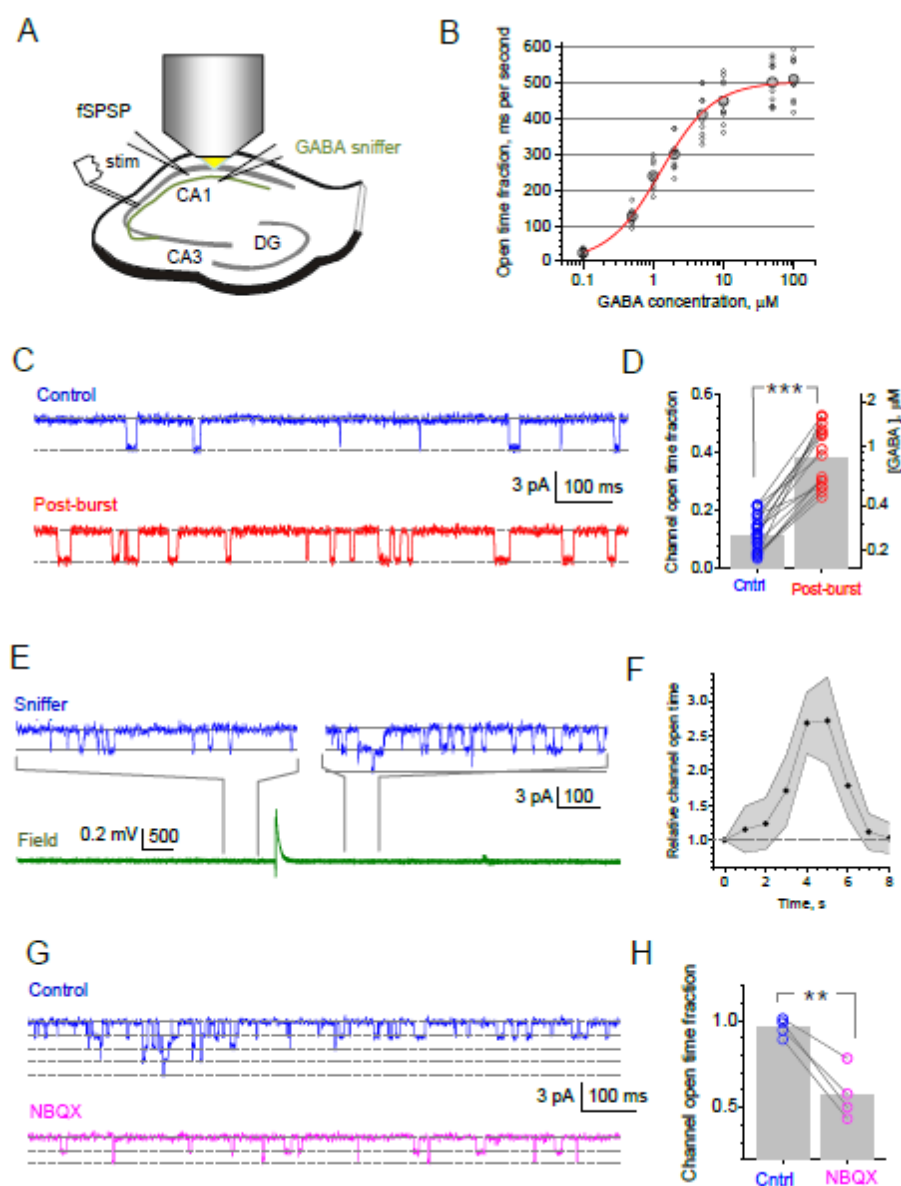 A
fSPSP
stim
GABA sniffer
CA1
CA3
DG
B
Open time fraction, ms per second
600
500
400
300
200
100
0
0.1
1
10
100
GABA concentration, µM
C
Control
3 pA
100 ms
Post-burst
D
***
Channel open time fraction
0.6
0.4
0.2
0.0
2
1
0.4
0.2
[GABA], µM
Cntrl
Post-burst
E
Sniffer
3 pA
100
Field
0.2 mV
500
F
Relative channel open time
3.0
2.5
2.0
1.5
1.0
0
2
4
6
8
Time, s
G
Control
3 pA
100 ms
NBQX
H
**
Channel open time fraction
1.0
0.5
Cntrl
NBQX